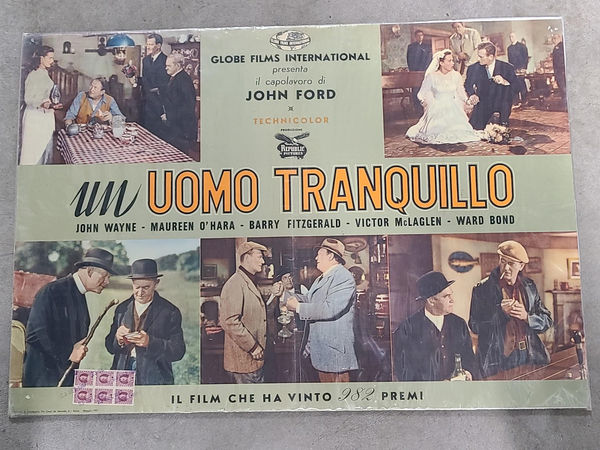 GLOBE FILMS INTERNATIONAL
presenta
il capolavoro di
JOHN FORD
TECHNICOLOR
PRODUZIONE
REPUBLIC
PICTURES
un UOMO TRANQUILLO
JOHN WAYNE - MAUREEN O'HARA - BARRY FITZGERALD - VICTOR McLAGLEN - WARD BOND
IL FILM CHE HA VINTO 982 PREMI